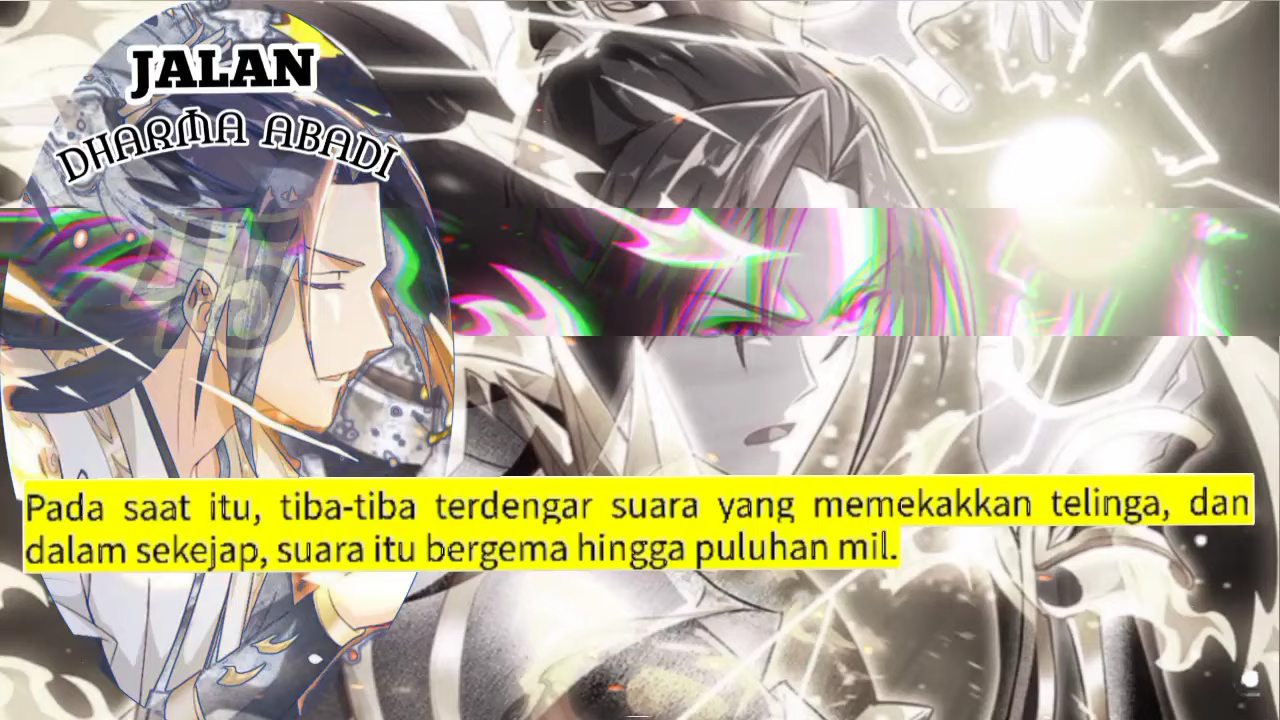 JALAN
DHARMA ABADI
Pada saat itu, tiba-tiba terdengar suara yang memekakkan telinga, dan
dalam sekejap, suara itu bergema hingga puluhan mil.